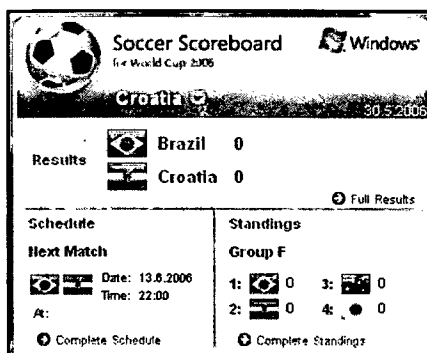 Soccer Scoreboard
for World Cup 2006
Windows
Croatia
30.5.2006
Results
Brazil 0
Croatia 0
Full Results
Schedule
Next Match
Date: 13.6.2006
Time: 22:00
At:
Complete Schedule
Standings
Group F
1: 0 3: 0
2: 0 4: 0
Complete Standings